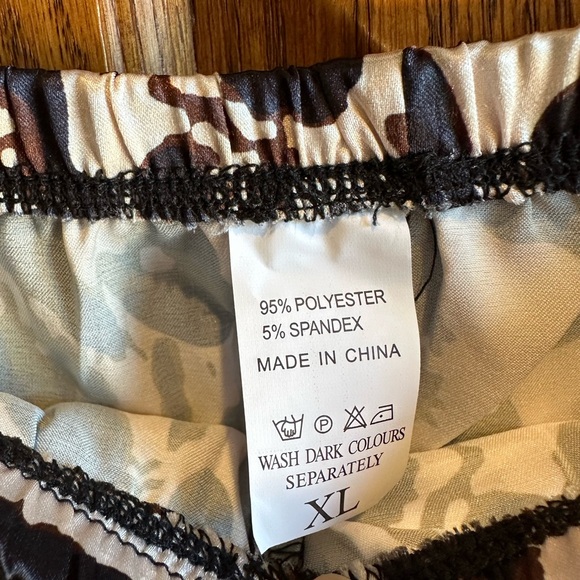 95% POLYESTER
5% SPANDEX
MADE IN CHINA
P
WASH DARK COLOURS
SEPARATELY
XL